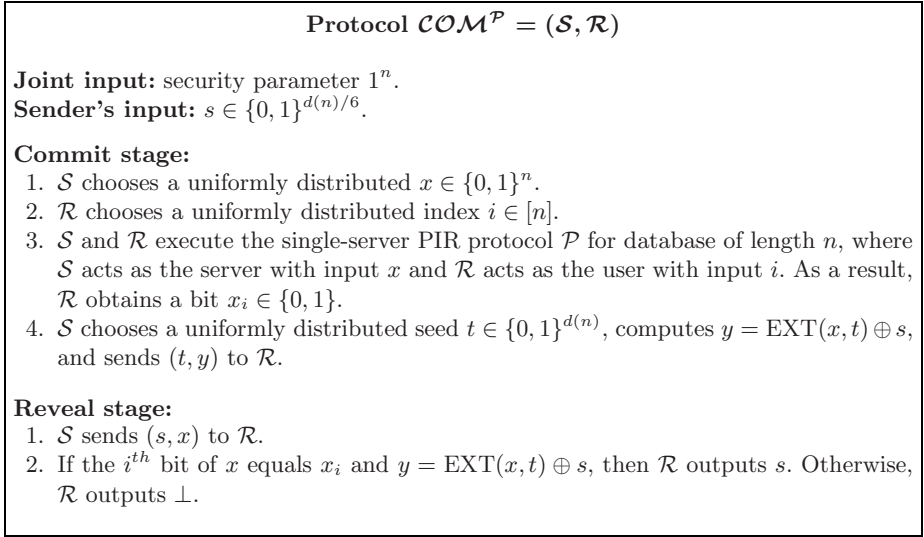 Protocol 𝓒𝓞𝓜^𝓟 = (𝓢, 𝓡)
Joint input: security parameter 1ⁿ.
Sender's input: s ∈ {0, 1}^{d(n)/6}.
Commit stage:
1. 𝒮 chooses a uniformly distributed x ∈ {0, 1}ⁿ.
2. ℛ chooses a uniformly distributed index i ∈ [n].
3. 𝒮 and ℛ execute the single-server PIR protocol 𝒫 for database of length n, where
𝒮 acts as the server with input x and ℛ acts as the user with input i. As a result,
ℛ obtains a bit x_i ∈ {0, 1}.
4. 𝒮 chooses a uniformly distributed seed t ∈ {0, 1}^{d(n)}, computes y = EXT(x, t) ⊕ s,
and sends (t, y) to ℛ.
Reveal stage:
1. 𝒮 sends (s, x) to ℛ.
2. If the i^{th} bit of x equals x_i and y = EXT(x, t) ⊕ s, then ℛ outputs s. Otherwise,
ℛ outputs ⊥.